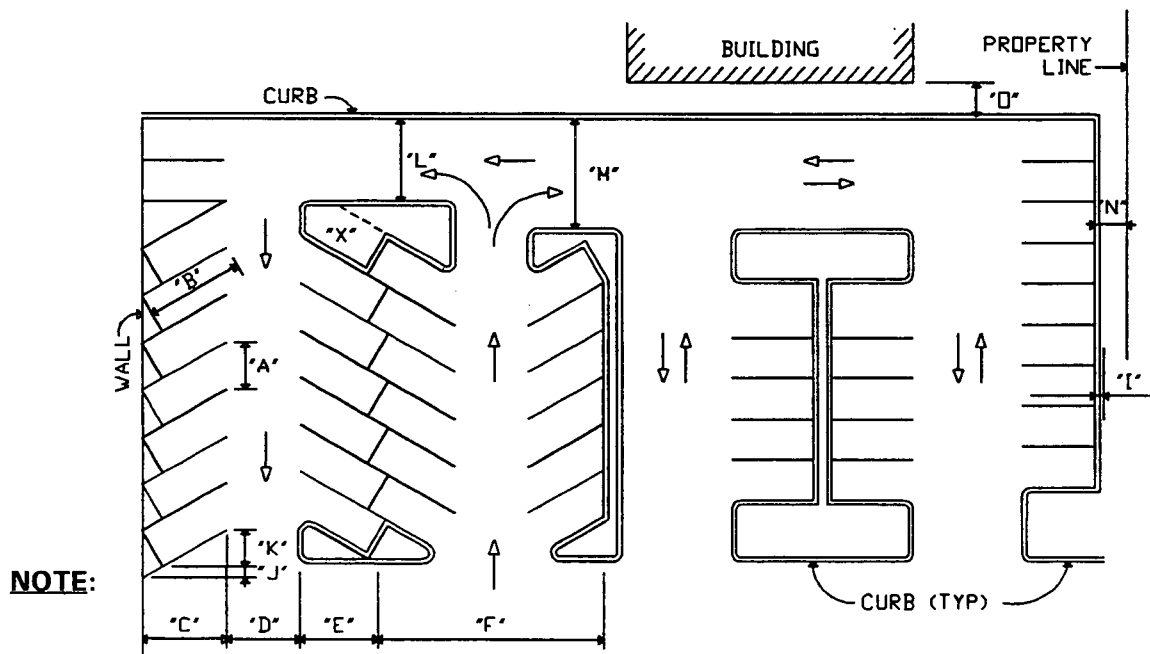 BUILDING
PROPERTY
LINE
CURB
"O"
"L"
"M"
"N"
"X"
"B"
WALL
"A"
"I"
"K"
"J"
NOTE:
CURB (TYP)
"C"
"D"
"E"
"F"